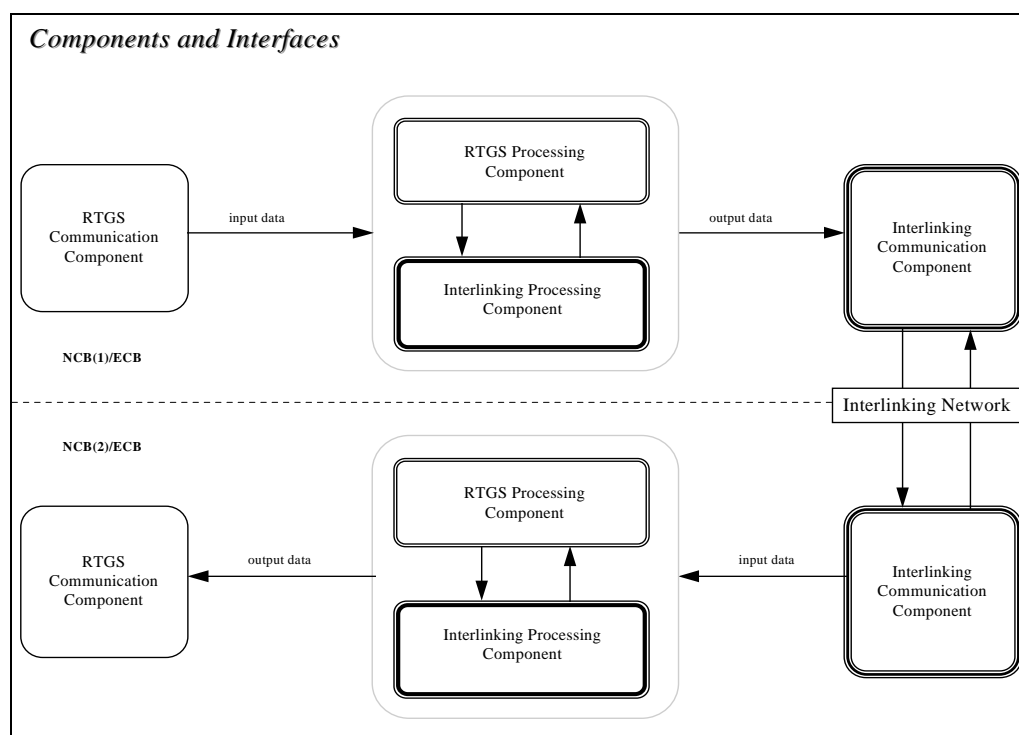 Components and Interfaces
RTGS Processing
Component
RTGS
Communication
Component
input data
output data
Interlinking
Communication
Component
Interlinking Processing
Component
NCB(1)/ECB
Interlinking Network
NCB(2)/ECB
RTGS Processing
Component
RTGS
Communication
Component
output data
input data
Interlinking
Communication
Component
Interlinking Processing
Component